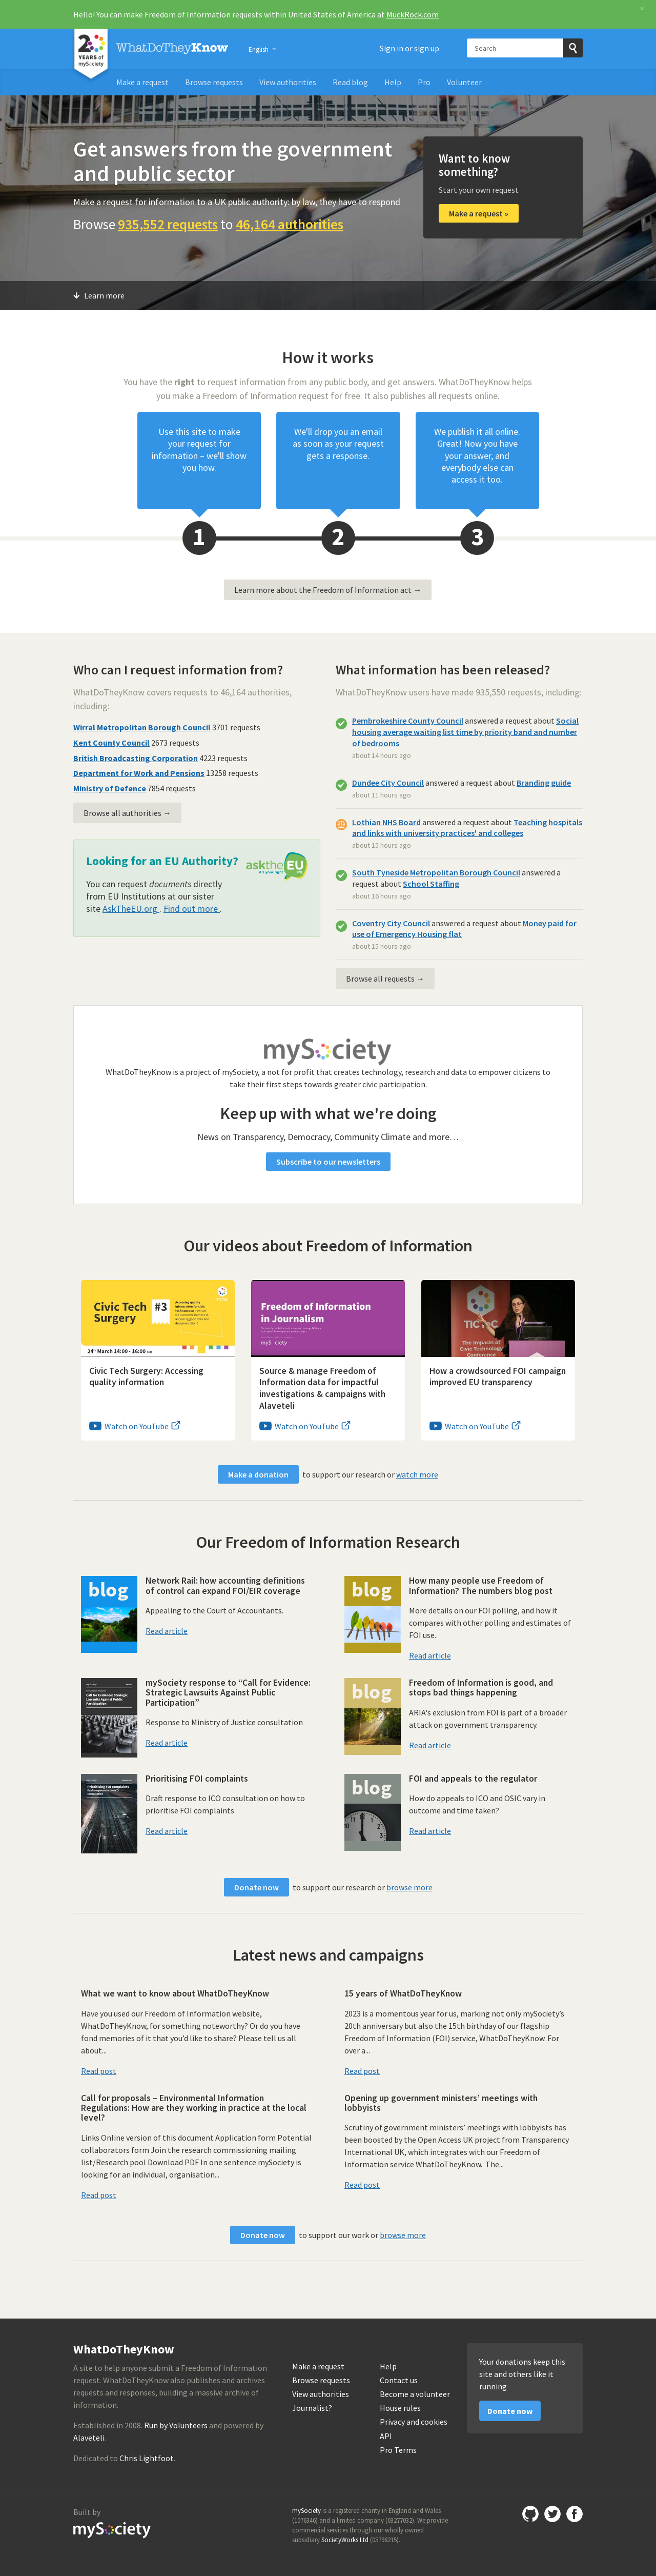 Hello! You can make Freedom of Information requests within United States of America at MuckRock.com
×
20
YEARS of
mySociety
WhatDoTheyKnow
English
Sign in or sign up
Search
Make a request
Browse requests
View authorities
Read blog
Help
Pro
Volunteer
Get answers from the government
and public sector
Make a request for information to a UK public authority: by law, they have to respond
Browse 935,552 requests to 46,164 authorities
Want to know
something?
Start your own request
Make a request »
Learn more
How it works
You have the right to request information from any public body, and get answers. WhatDoTheyKnow helps
you make a Freedom of Information request for free. It also publishes all requests online.
Use this site to make
your request for
information – we'll show
you how.
We'll drop you an email
as soon as your request
gets a response.
We publish it all online.
Great! Now you have
your answer, and
everybody else can
access it too.
1
2
3
Learn more about the Freedom of Information act →
Who can I request information from?
WhatDoTheyKnow covers requests to 46,164 authorities,
including:
Wirral Metropolitan Borough Council 3701 requests
Kent County Council 2673 requests
British Broadcasting Corporation 4223 requests
Department for Work and Pensions 13258 requests
Ministry of Defence 7854 requests
Browse all authorities →
Looking for an EU Authority?
asktheEU
it's your right
You can request documents directly
from EU Institutions at our sister
site AskTheEU.org . Find out more .
What information has been released?
WhatDoTheyKnow users have made 935,550 requests, including:
Pembrokeshire County Council answered a request about Social
housing average waiting list time by priority band and number
of bedrooms
about 14 hours ago
Dundee City Council answered a request about Branding guide
about 11 hours ago
Lothian NHS Board answered a request about Teaching hospitals
and links with university practices' and colleges
about 15 hours ago
South Tyneside Metropolitan Borough Council answered a
request about School Staffing
about 16 hours ago
Coventry City Council answered a request about Money paid for
use of Emergency Housing flat
about 15 hours ago
Browse all requests →
mySociety
WhatDoTheyKnow is a project of mySociety, a not for profit that creates technology, research and data to empower citizens to
take their first steps towards greater civic participation.
Keep up with what we're doing
News on Transparency, Democracy, Community Climate and more…
Subscribe to our newsletters
Our videos about Freedom of Information
Civic Tech
Surgery
#3
24th March 14:00 - 16:00
Civic Tech Surgery: Accessing
quality information
Watch on YouTube
Freedom of Information
in Journalism
mySociety
Source & manage Freedom of
Information data for impactful
investigations & campaigns with
Alaveteli
Watch on YouTube
TICTeC
The Impacts of
Civic Technology
Conference
How a crowdsourced FOI campaign
improved EU transparency
Watch on YouTube
Make a donation to support our research or watch more
Our Freedom of Information Research
blog
Network Rail: how accounting definitions
of control can expand FOI/EIR coverage
Appealing to the Court of Accountants.
Read article
blog
How many people use Freedom of
Information? The numbers blog post
More details on our FOI polling, and how it
compares with other polling and estimates of
FOI use.
Read article
Call for Evidence: Strategic
Lawsuits Against Public
Participation
mySociety response to “Call for Evidence:
Strategic Lawsuits Against Public
Participation”
Response to Ministry of Justice consultation
Read article
blog
Freedom of Information is good, and
stops bad things happening
ARIA's exclusion from FOI is part of a broader
attack on government transparency.
Read article
Prioritising FOI complaints
Prioritising FOI complaints
Draft response to ICO consultation on how to
prioritise FOI complaints
Read article
blog
FOI and appeals to the regulator
How do appeals to ICO and OSIC vary in
outcome and time taken?
Read article
Donate now to support our research or browse more
Latest news and campaigns
What we want to know about WhatDoTheyKnow
Have you used our Freedom of Information website,
WhatDoTheyKnow, for something noteworthy? Or do you have
fond memories of it that you'd like to share? Please tell us all
about...
Read post
15 years of WhatDoTheyKnow
2023 is a momentous year for us, marking not only mySociety’s
20th anniversary but also the 15th birthday of our flagship
Freedom of Information (FOI) service, WhatDoTheyKnow. For
over a...
Read post
Call for proposals – Environmental Information
Regulations: How are they working in practice at the local
level?
Links Online version of this document Application form Potential
collaborators form Join the research commissioning mailing
list/Research pool Download PDF In one sentence mySociety is
looking for an individual, organisation...
Read post
Opening up government ministers’ meetings with
lobbyists
Scrutiny of government ministers’ meetings with lobbyists has
been boosted by the Open Access UK project from Transparency
International UK, which integrates with our Freedom of
Information service WhatDoTheyKnow. The...
Read post
Donate now to support our work or browse more
WhatDoTheyKnow
A site to help anyone submit a Freedom of Information
request. WhatDoTheyKnow also publishes and archives
requests and responses, building a massive archive of
information.
Established in 2008. Run by Volunteers and powered by
Alaveteli.
Dedicated to Chris Lightfoot.
Make a request
Browse requests
View authorities
Journalist?
Help
Contact us
Become a volunteer
House rules
Privacy and cookies
API
Pro Terms
Your donations keep this
site and others like it
running
Donate now
Built by
mySociety
mySociety is a registered charity in England and Wales
(1076346) and a limited company (03277032). We provide
commercial services through our wholly owned
subsidiary SocietyWorks Ltd (05798215).